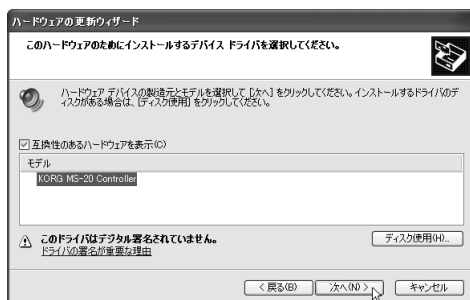 ハードウェアの更新ウィザード
このハードウェアのためにインストールするデバイス ドライバを選択してください。
ハードウェア デバイスの製造元とモデルを選択して [次へ] をクリックしてください。インストールするドライバのデ
ィスクがある場合は、[ディスク使用] をクリックしてください。
互換性のあるハードウェアを表示(C)
モデル
KORG MS-20 Controller
このドライバはデジタル署名されていません。
ドライバの署名が重要な理由
ディスク使用(H)...
< 戻る(B)
次へ(N) >
キャンセル